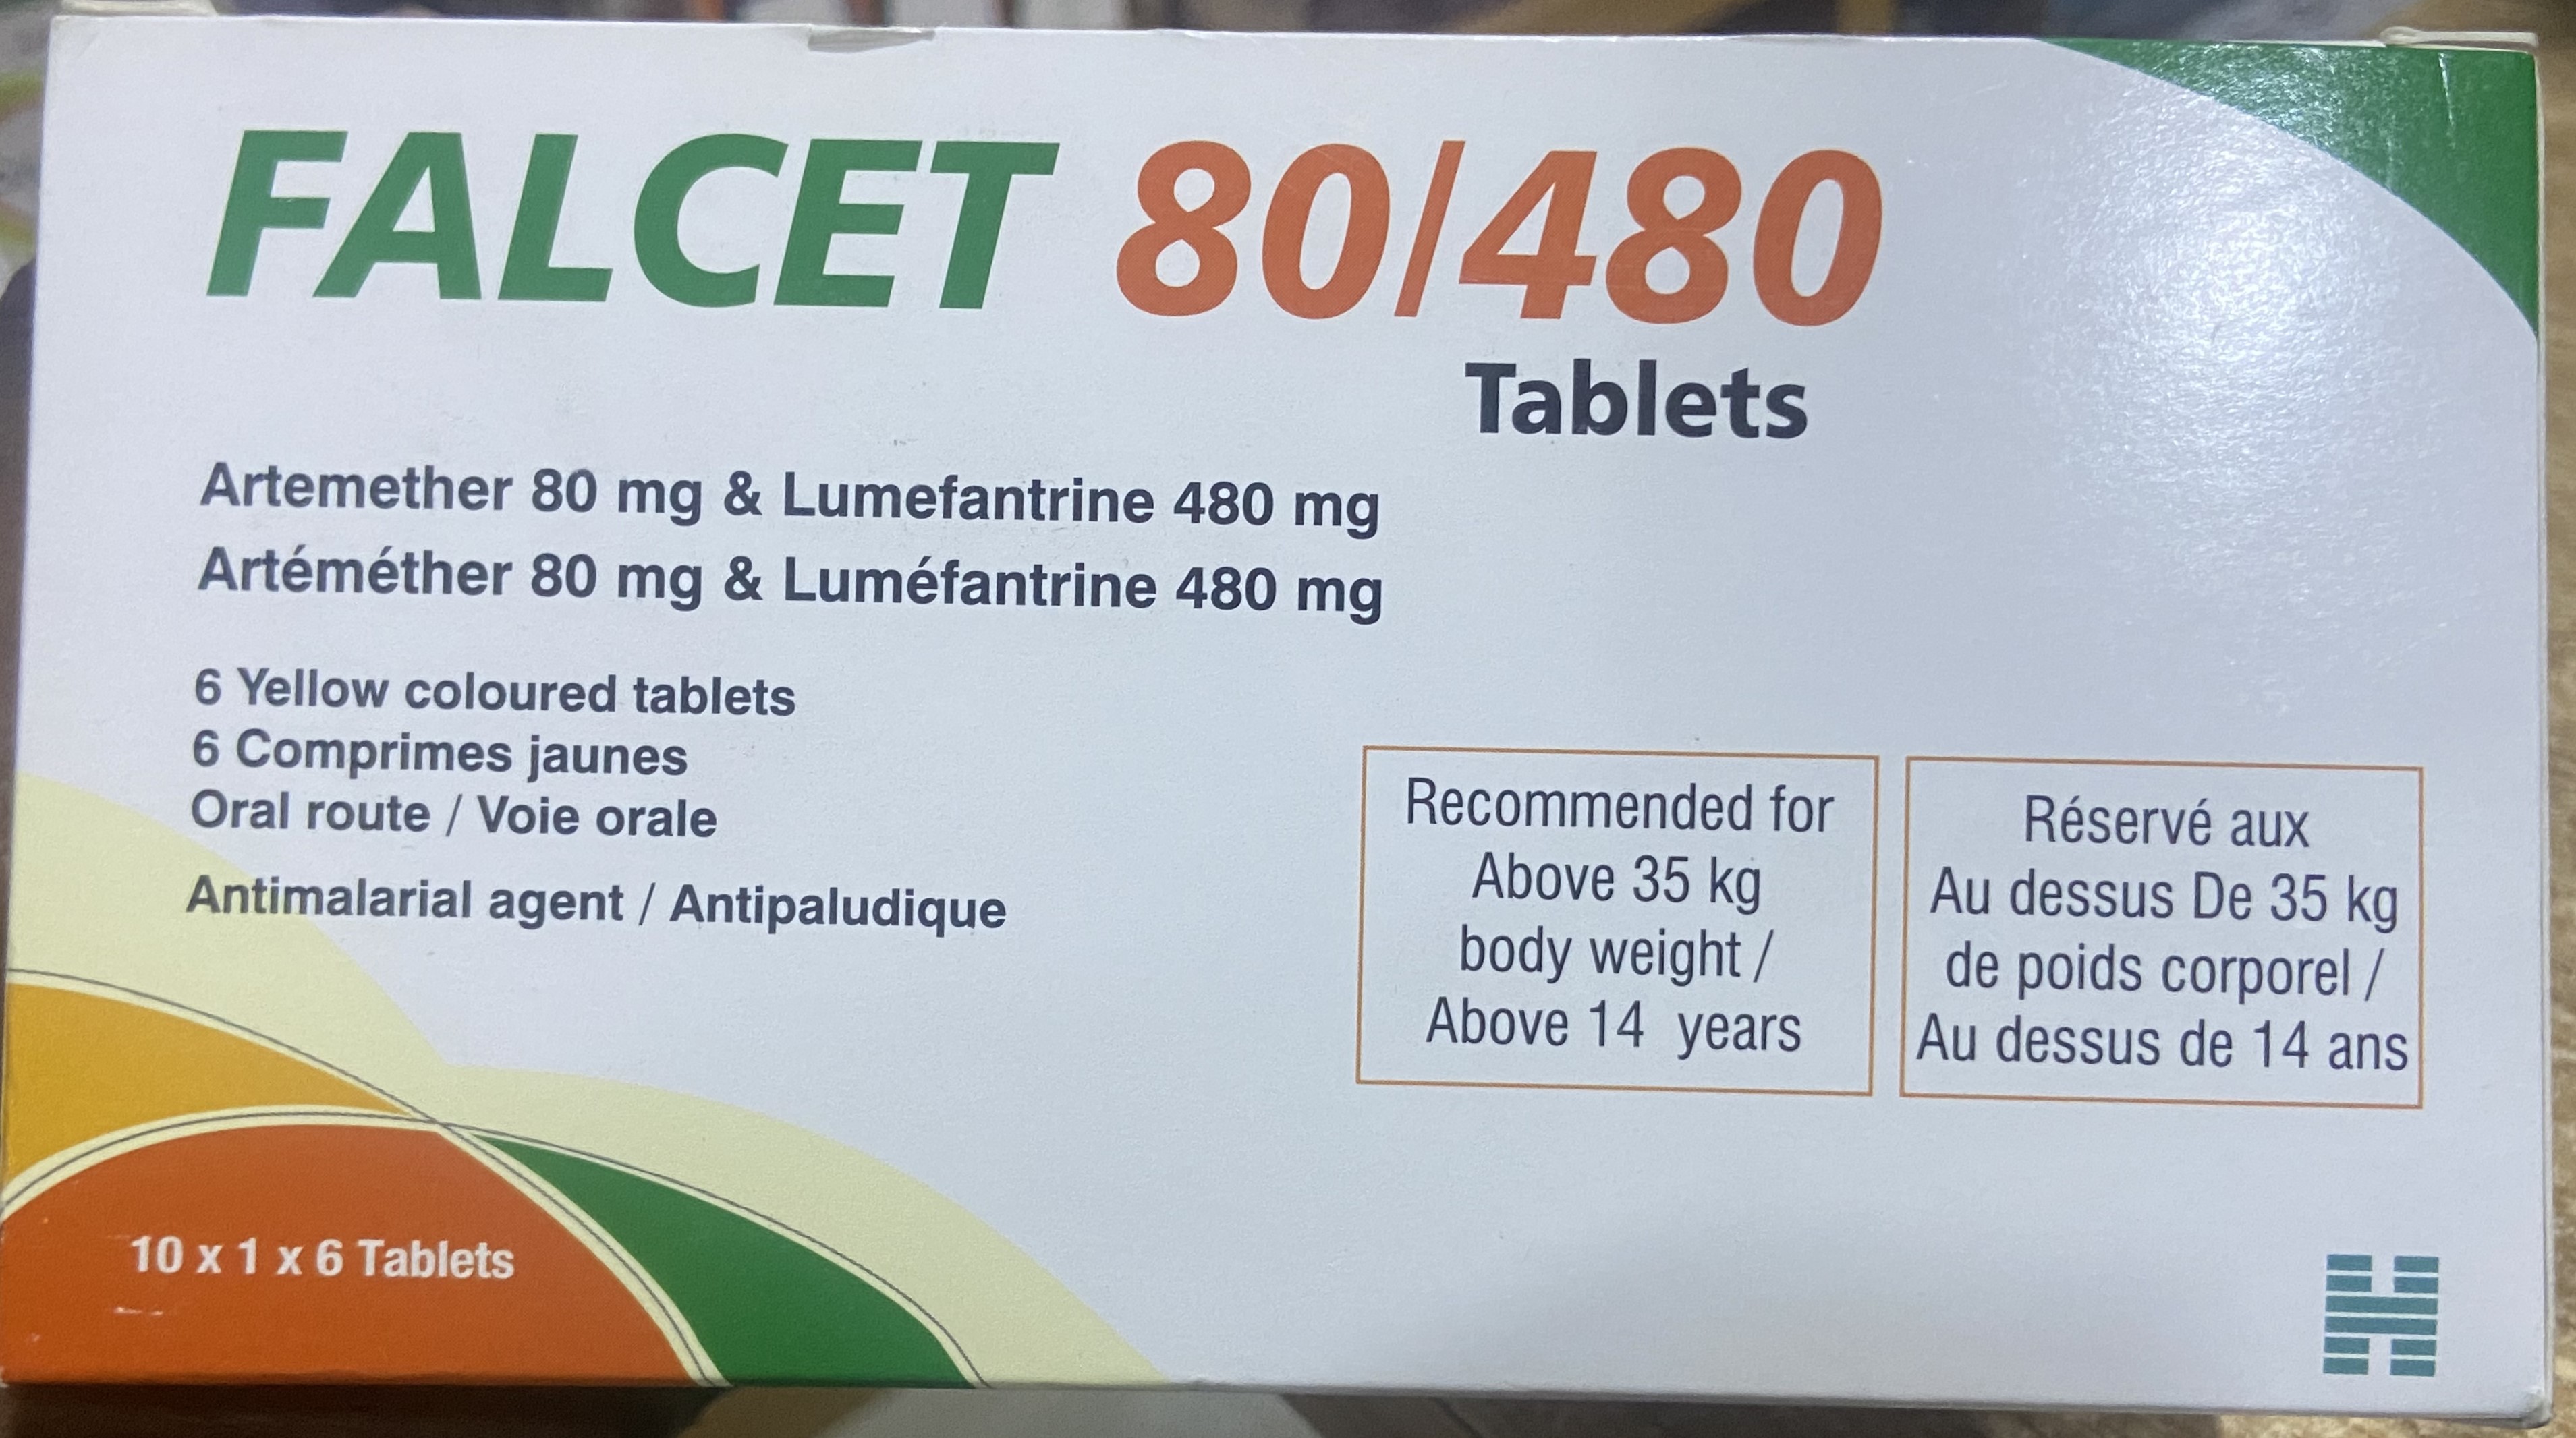 FALCET 80/480
Tablets
Artemether 80 mg & Lumefantrine 480 mg
Artéméther 80 mg & Luméfantrine 480 mg
6 Yellow coloured tablets
6 Comprimes jaunes
Oral route / Voie orale
Antimalarial agent / Antipaludique
Recommended for
Above 35 kg
body weight /
Above 14 years
Réservé aux
Au dessus De 35 kg
de poids corporel /
Au dessus de 14 ans
10 x 1 x 6 Tablets
H